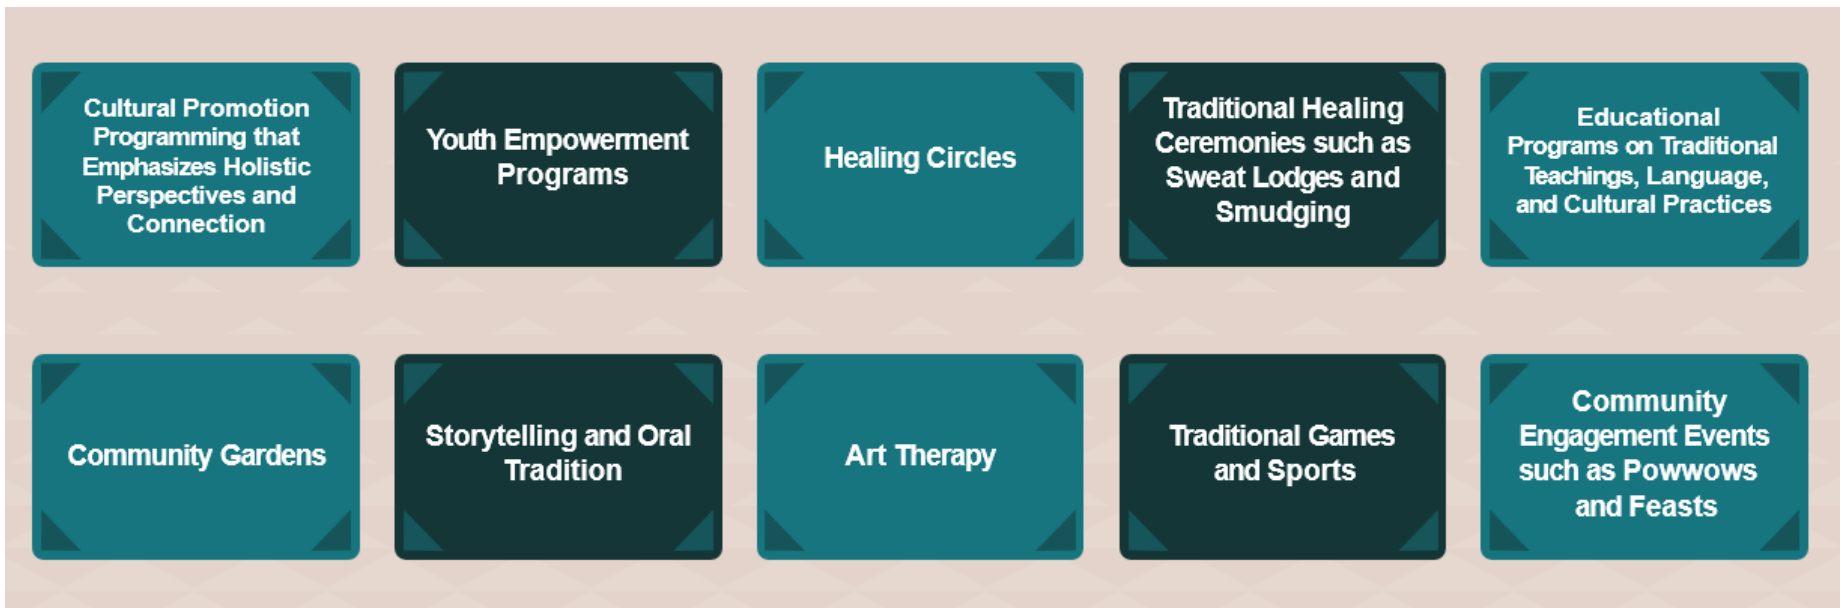 Cultural Promotion
Programming that
Emphasizes Holistic
Perspectives and
Connection
Youth Empowerment
Programs
Healing Circles
Traditional Healing
Ceremonies such as
Sweat Lodges and
Smudging
Educational
Programs on Traditional
Teachings, Language,
and Cultural Practices
Community Gardens
Storytelling and Oral
Tradition
Art Therapy
Traditional Games
and Sports
Community
Engagement Events
such as Powwows
and Feasts